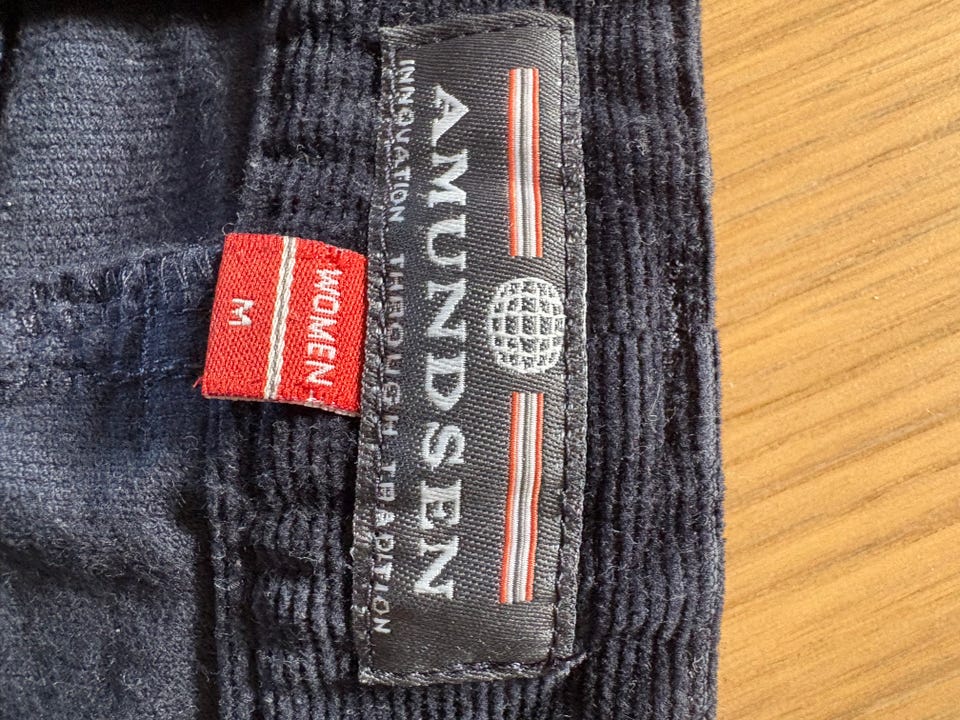 AMUNDSEN
INNOVATION THROUGH TRADITION
WOMEN
M